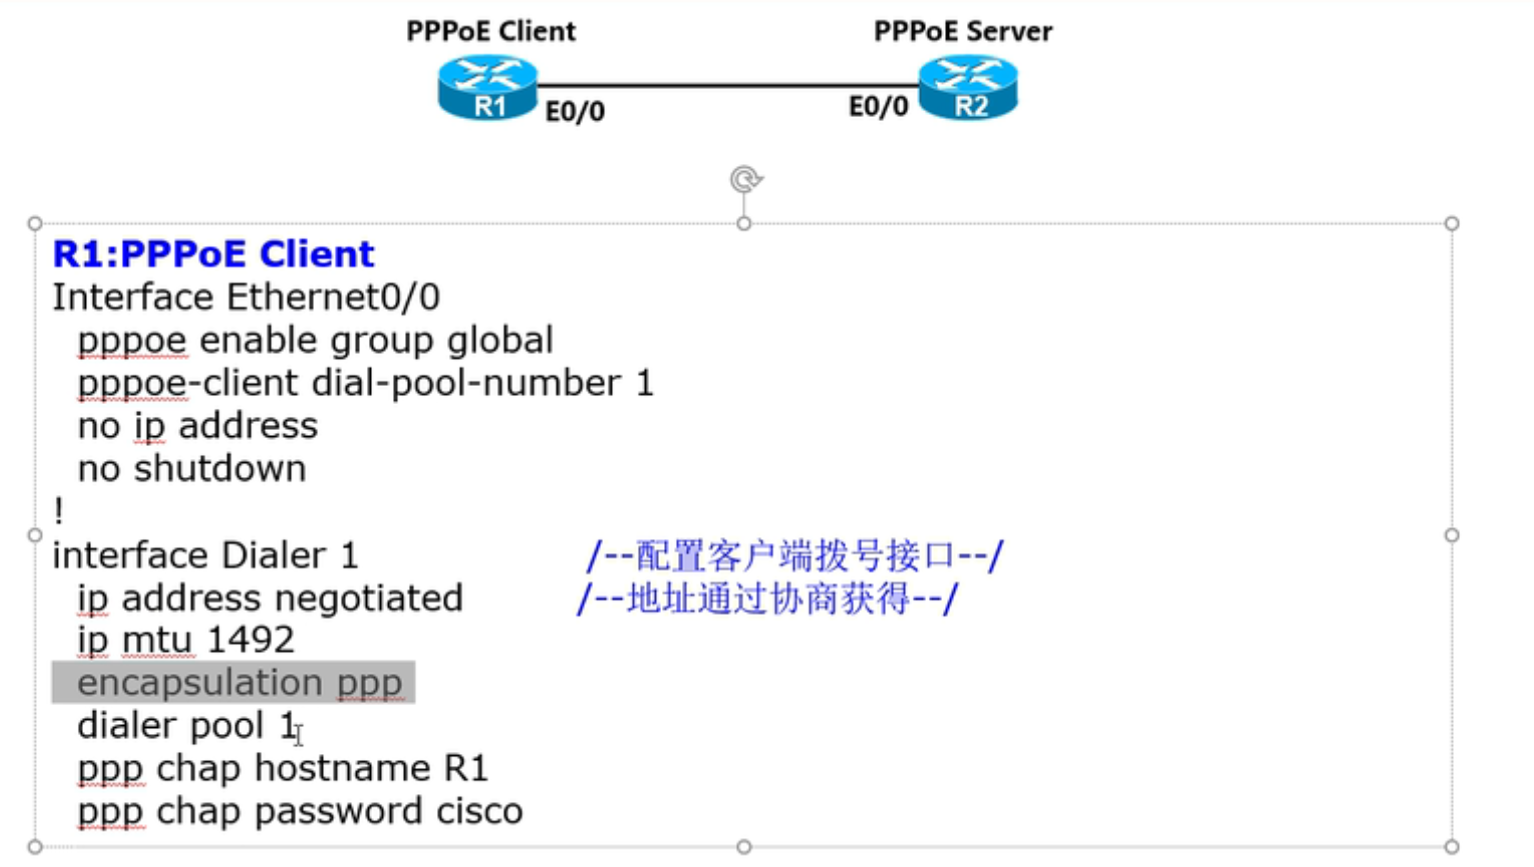 PPPoE Client
PPPoE Server
R1
E0/0
E0/0
R2
R1:PPPoE Client
Interface Ethernet0/0
pppoe enable group global
pppoe-client dial-pool-number 1
no ip address
no shutdown
!
interface Dialer 1 /--配置客户端拨号接口--/
ip address negotiated /--地址通过协商获得--/
ip mtu 1492
encapsulation ppp
dialer pool 1
ppp chap hostname R1
ppp chap password cisco